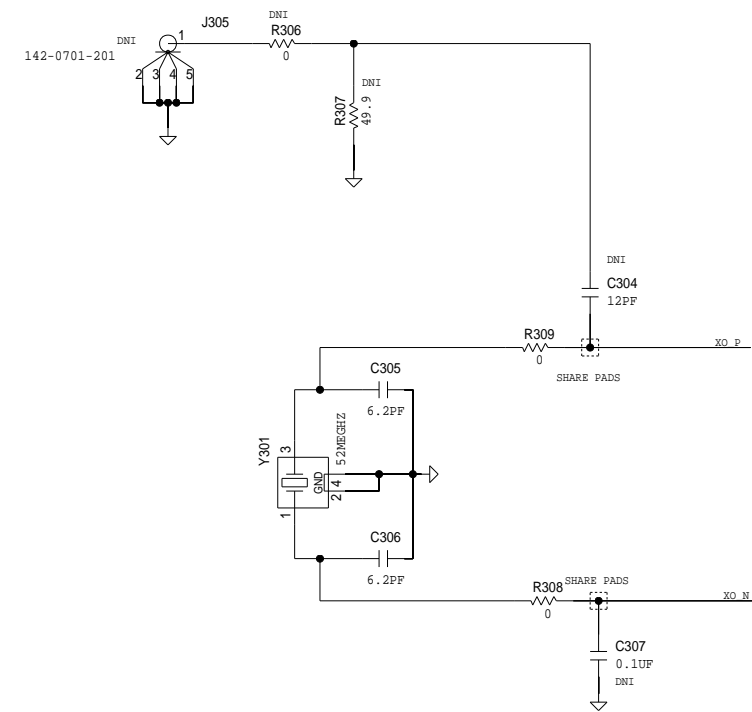 DNI
J305
1
DNI
R306
0
142-0701-201
2
3
4
5
R307
49.9
DNI
DNI
C304
12PF
R309
0
SHARE PADS
XO_P
C305
6.2PF
Y301
3
52MEGHZ
GND
4
2
1
C306
6.2PF
R308
0
SHARE PADS
XO_N
C307
0.1UF
DNI